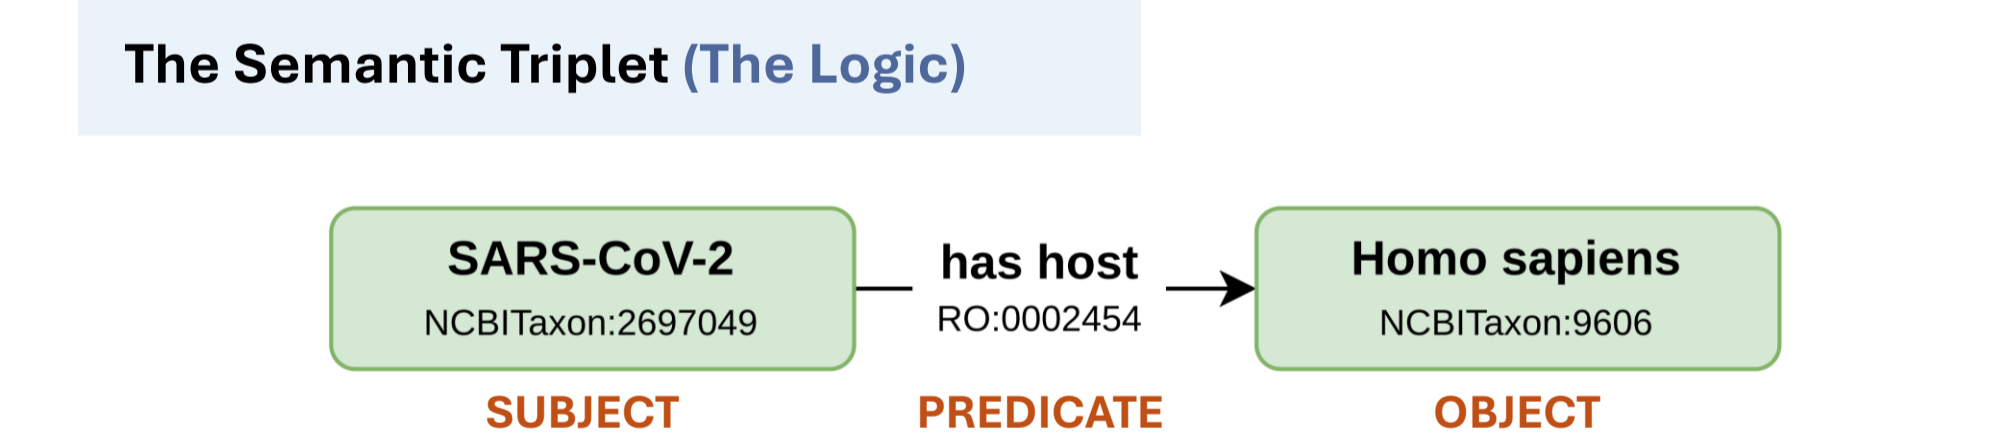 The Semantic Triplet (The Logic)
SARS-CoV-2
NCBITaxon:2697049
SUBJECT
has host
RO:0002454
PREDICATE
Homo sapiens
NCBITaxon:9606
OBJECT